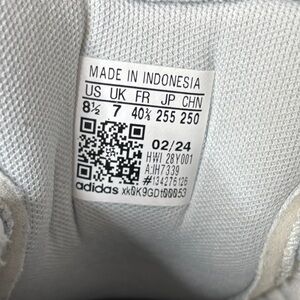 MADE IN INDONESIA
US UK FR JP CHN
8½ 7 40⅔ 255 250
02/24
HWI 28Y001
A:IH7339
#134276126
adidas xk0K9GDt00053